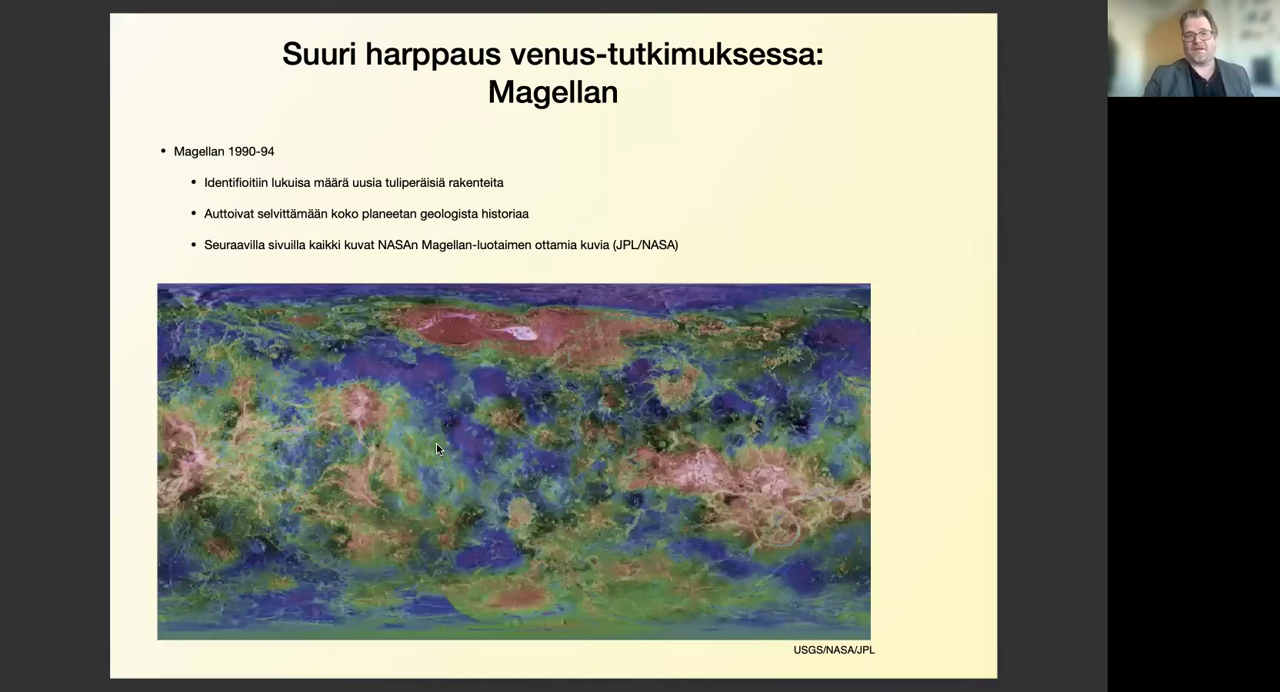 Suuri harppaus venus-tutkimuksessa:
Magellan
• Magellan 1990-94
• Identifioitiin lukuisa määrä uusia tuliperäisiä rakenteita
• Auttoivat selvittämään koko planeetan geologista historiaa
• Seuraavilla sivuilla kaikki kuvat NASAn Magellan-luotaimen ottamia kuvia (JPL/NASA)
USGS/NASA/JPL